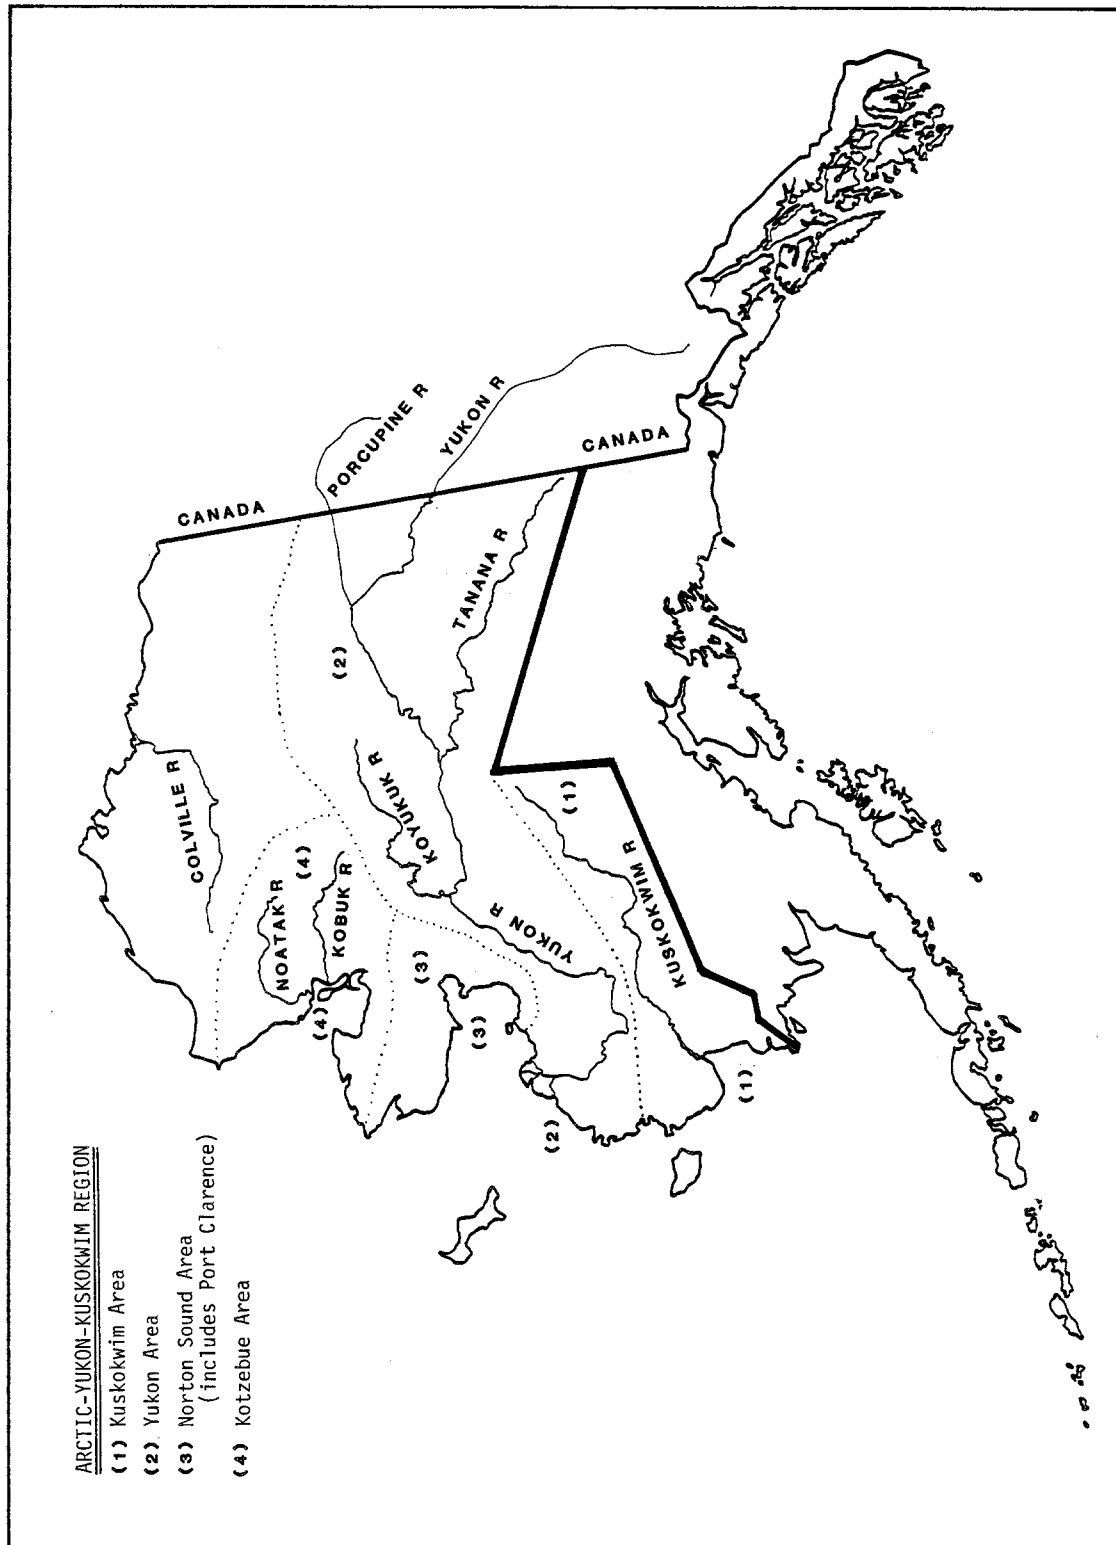 ARCTIC-YUKON-KUSKOKWIM REGION
(1) Kuskokwim Area
(2) Yukon Area
(3) Norton Sound Area
(includes Port Clarence)
(4) Kotzebue Area
COLVILLE R
CANADA
NOATAK R
(4)
KOBUK R
(4)
(2)
PORCUPINE R
KOYUKUK R
(3)
YUKON R
TANANA R
(3)
YUKON R
CANADA
(2)
(1)
KUSKOKWIM R
(1)